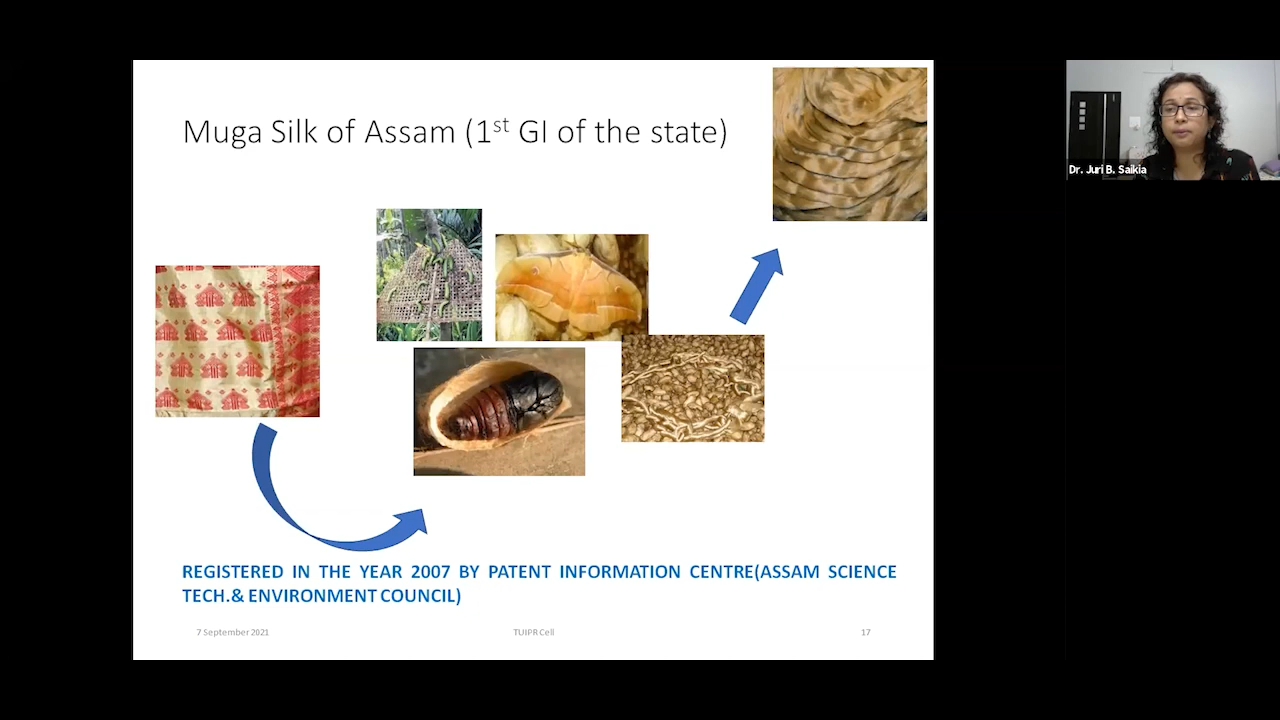 Muga Silk of Assam (1st GI of the state)
Dr. Juri B. Saikia
REGISTERED IN THE YEAR 2007 BY PATENT INFORMATION CENTRE(ASSAM SCIENCE
TECH.& ENVIRONMENT COUNCIL)
7 September 2021
TUIPR Cell
17